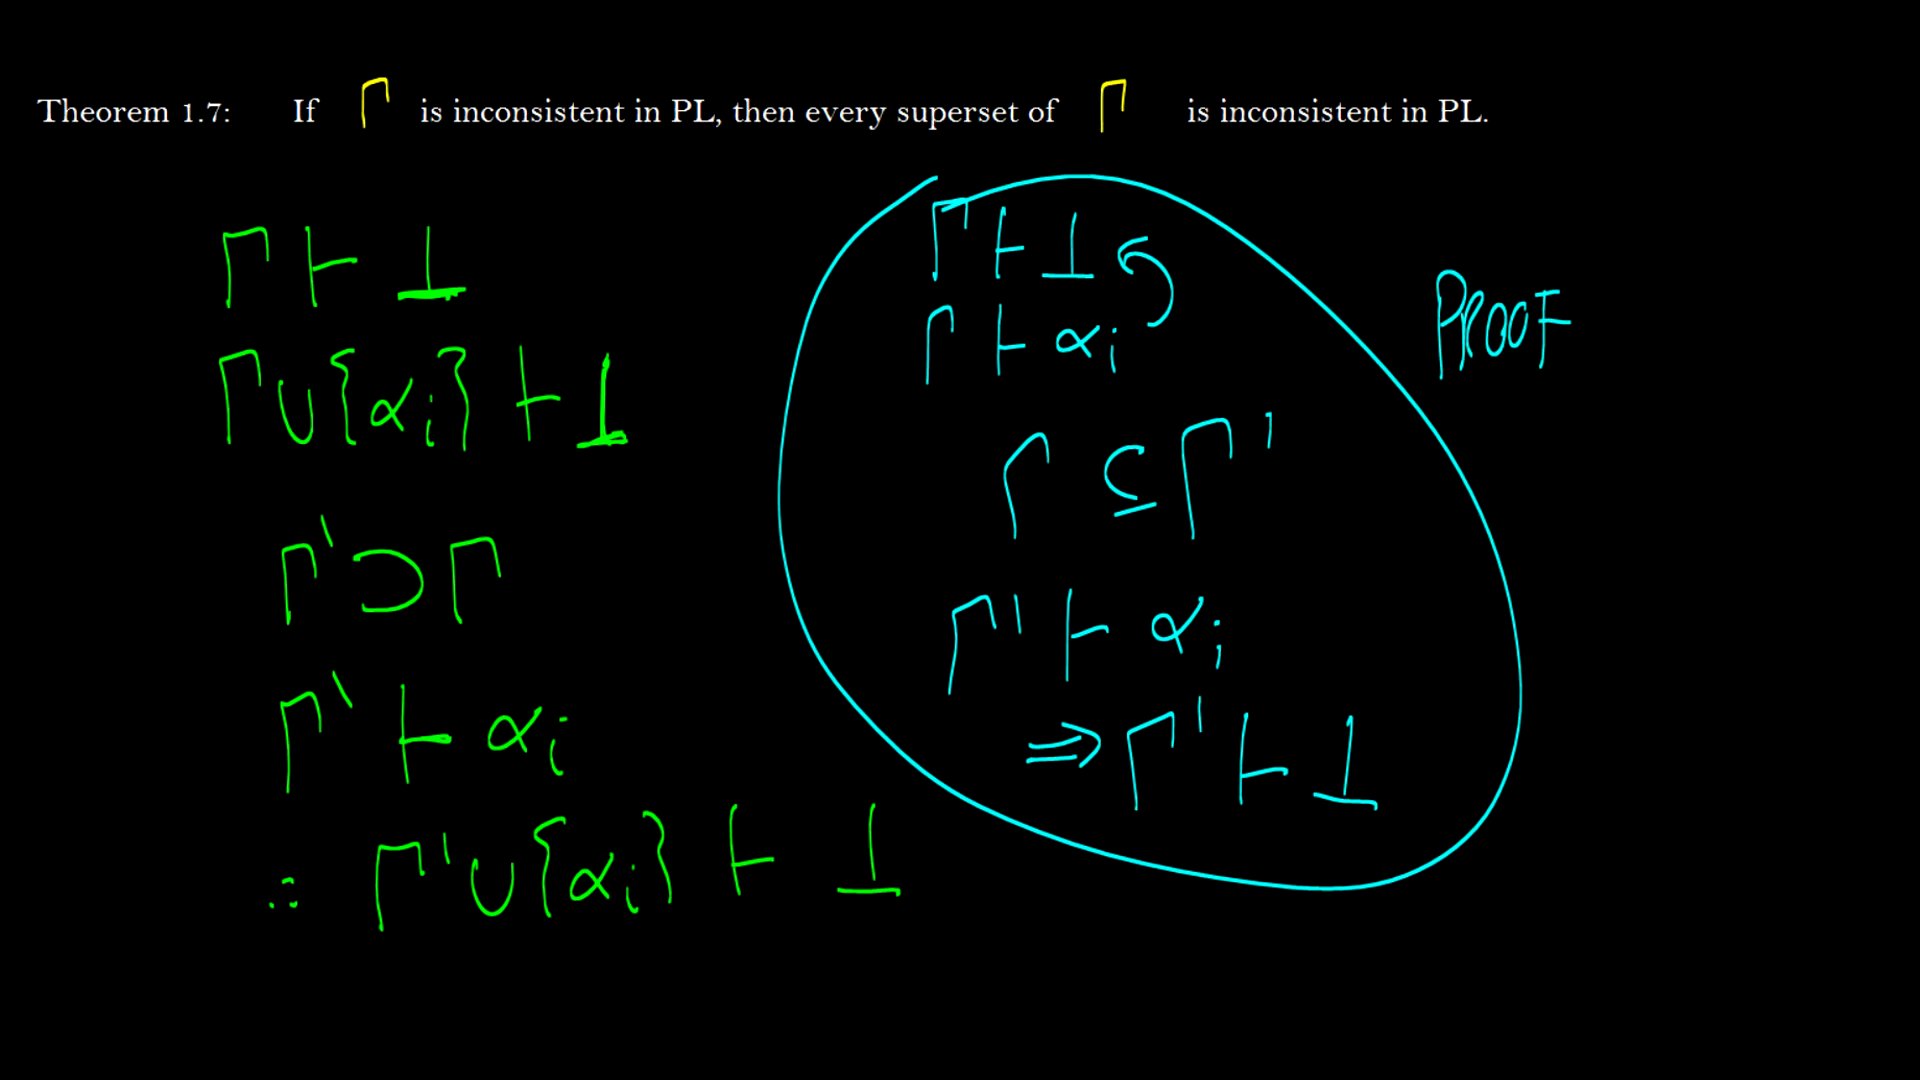 Theorem 1.7: If Γ is inconsistent in PL, then every superset of Γ is inconsistent in PL.
Γ ⊢ ⊥
Γ ∪ {αi} ⊢ ⊥
Γ' ⊃ Γ
Γ' ⊢ αi
∴ Γ' ∪ {αi} ⊢ ⊥
Γ ⊢ ⊥
Γ ⊢ αi
Γ ⊆ Γ'
Γ' ⊢ αi
⇒ Γ' ⊢ ⊥
PROOF